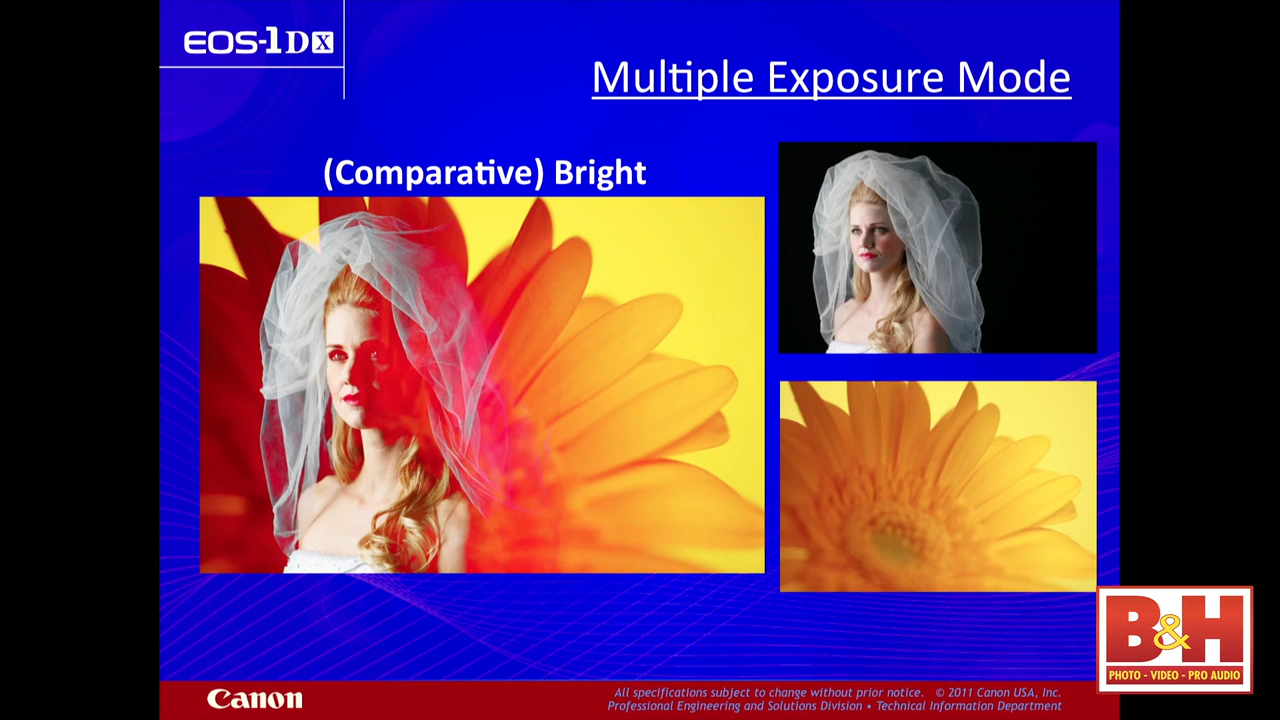 EOS-1DX
Multiple Exposure Mode
(Comparative) Bright
Canon
All specifications subject to change without prior notice. © 2011 Canon USA, Inc.
Professional Engineering and Solutions Division • Technical Information Department
B&H
PHOTO - VIDEO - PRO AUDIO